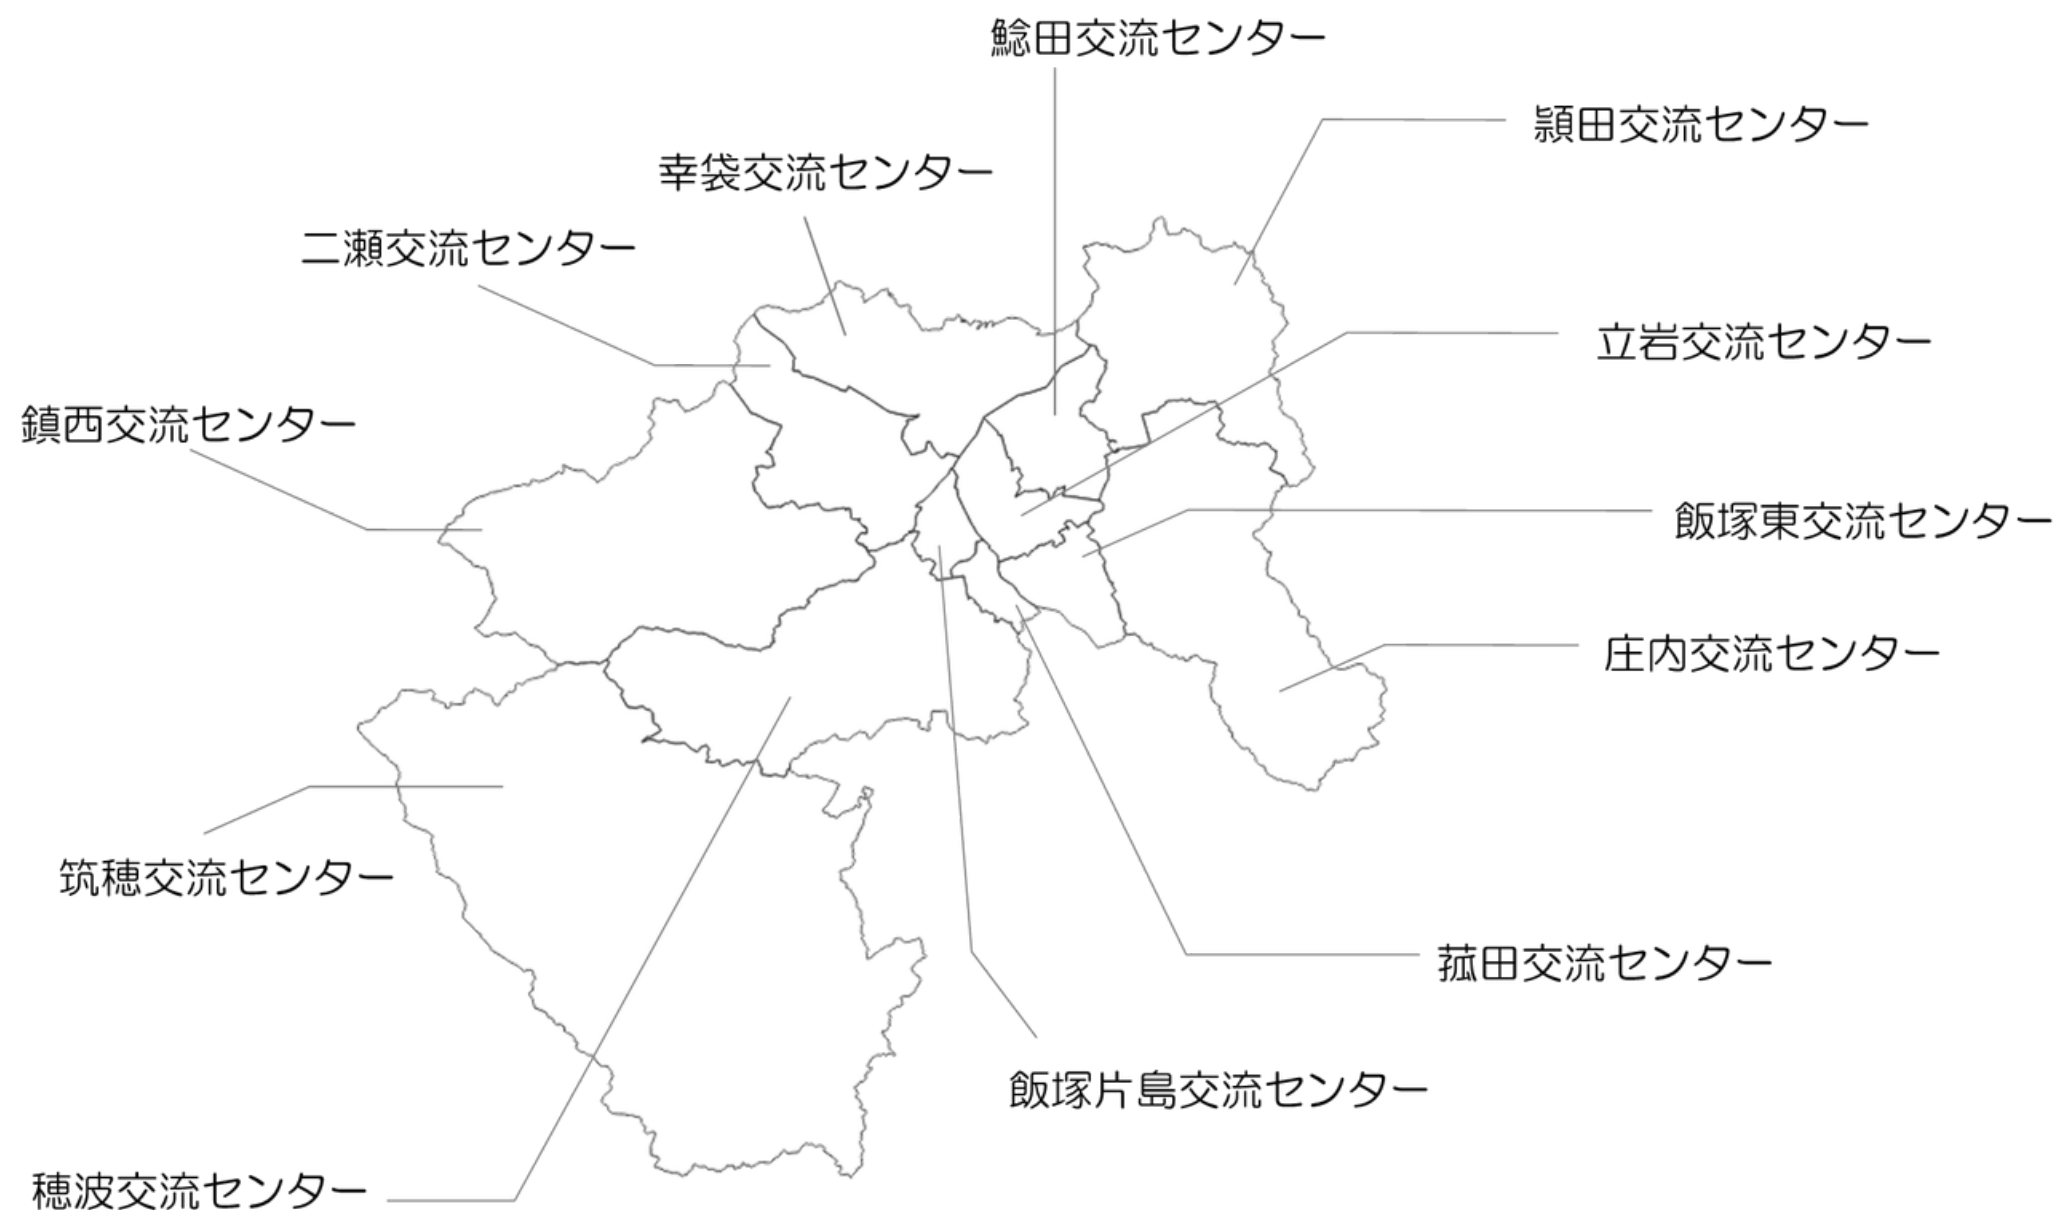 鯰田交流センター
頴田交流センター
幸袋交流センター
二瀬交流センター
立岩交流センター
鎮西交流センター
飯塚東交流センター
庄内交流センター
筑穂交流センター
菰田交流センター
飯塚片島交流センター
穂波交流センター